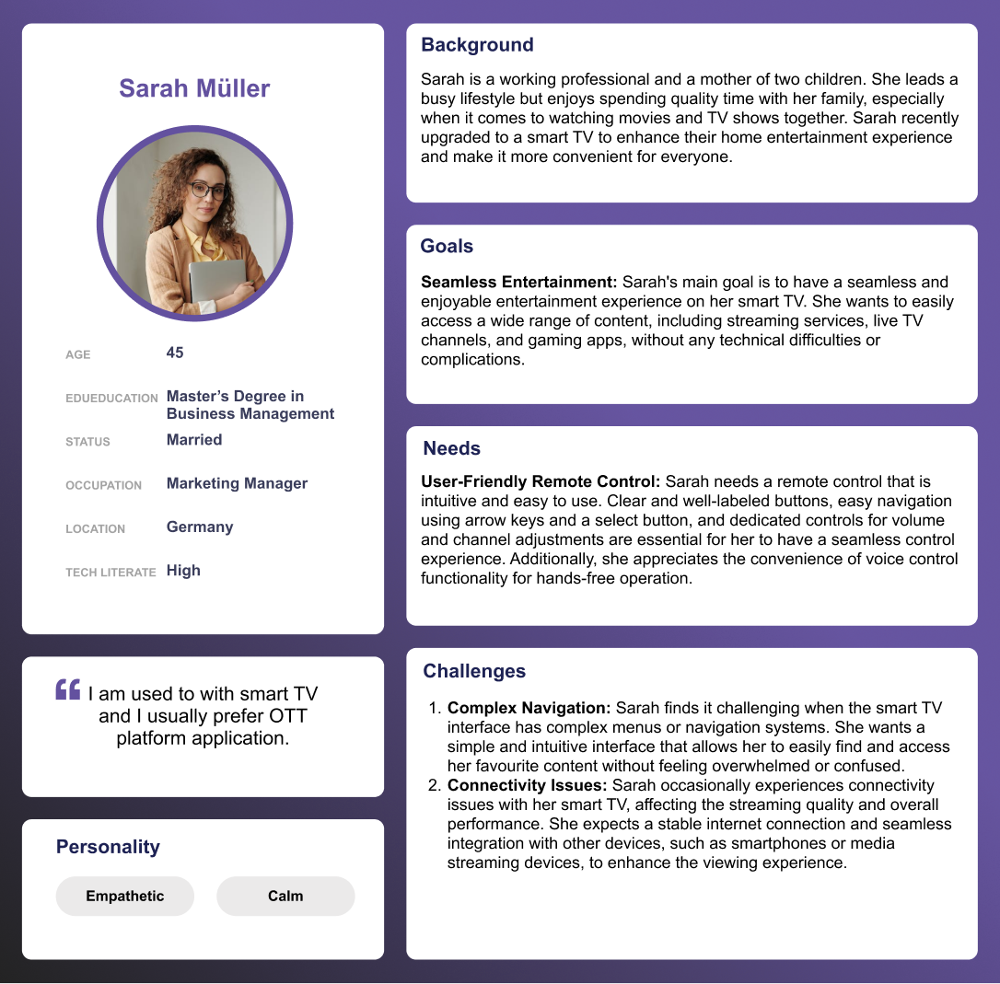 Sarah Müller
AGE 45
EDUEDUCATION Master’s Degree in
Business Management
STATUS Married
OCCUPATION Marketing Manager
LOCATION Germany
TECH LITERATE High
“ I am used to with smart TV
and I usually prefer OTT
platform application.
Personality
Empathetic Calm
Background
Sarah is a working professional and a mother of two children. She leads a
busy lifestyle but enjoys spending quality time with her family, especially
when it comes to watching movies and TV shows together. Sarah recently
upgraded to a smart TV to enhance their home entertainment experience
and make it more convenient for everyone.
Goals
Seamless Entertainment: Sarah's main goal is to have a seamless and
enjoyable entertainment experience on her smart TV. She wants to easily
access a wide range of content, including streaming services, live TV
channels, and gaming apps, without any technical difficulties or
complications.
Needs
User-Friendly Remote Control: Sarah needs a remote control that is
intuitive and easy to use. Clear and well-labeled buttons, easy navigation
using arrow keys and a select button, and dedicated controls for volume
and channel adjustments are essential for her to have a seamless control
experience. Additionally, she appreciates the convenience of voice control
functionality for hands-free operation.
Challenges
1. Complex Navigation: Sarah finds it challenging when the smart TV
interface has complex menus or navigation systems. She wants a
simple and intuitive interface that allows her to easily find and access
her favourite content without feeling overwhelmed or confused.
2. Connectivity Issues: Sarah occasionally experiences connectivity
issues with her smart TV, affecting the streaming quality and overall
performance. She expects a stable internet connection and seamless
integration with other devices, such as smartphones or media
streaming devices, to enhance the viewing experience.